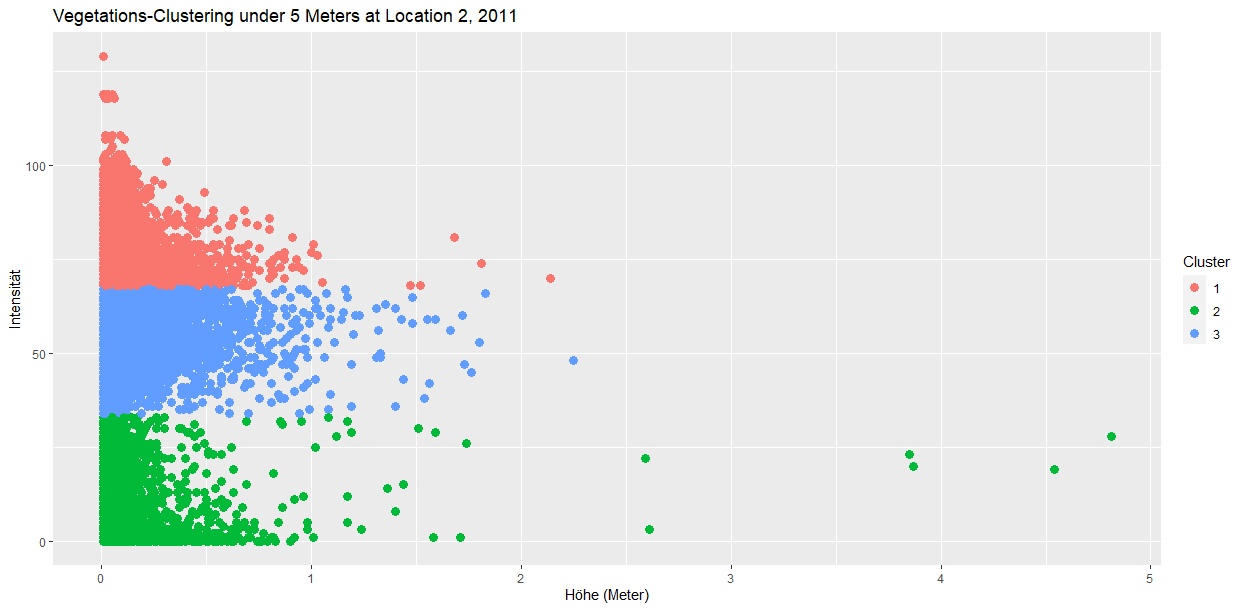 Vegetations-Clustering under 5 Meters at Location 2, 2011
Intensität
100
50
0
0 1 2 3 4 5
Höhe (Meter)
Cluster
1
2
3